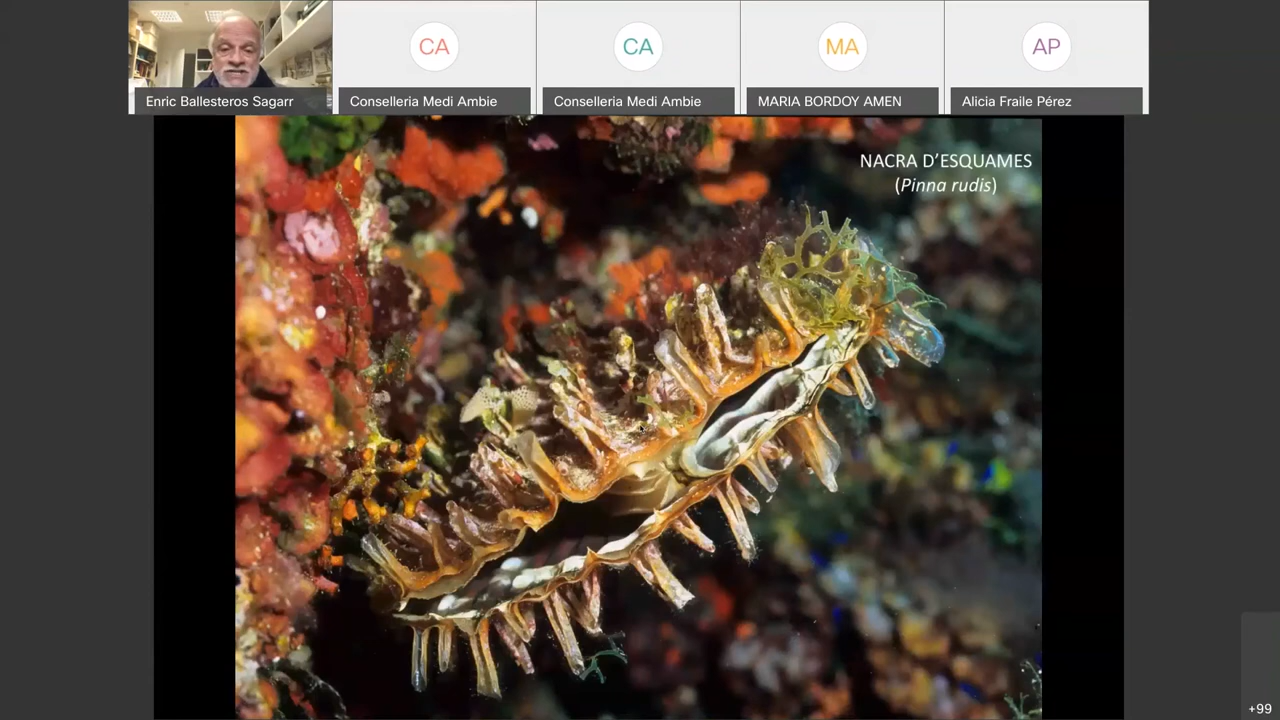 CA
CA
MA
AP
Enric Ballesteros Sagarr
Conselleria Medi Ambie
Conselleria Medi Ambie
MARIA BORDOY AMEN
Alicia Fraile Pérez
NACRA D'ESQUAMES
(Pinna rudis)
+99